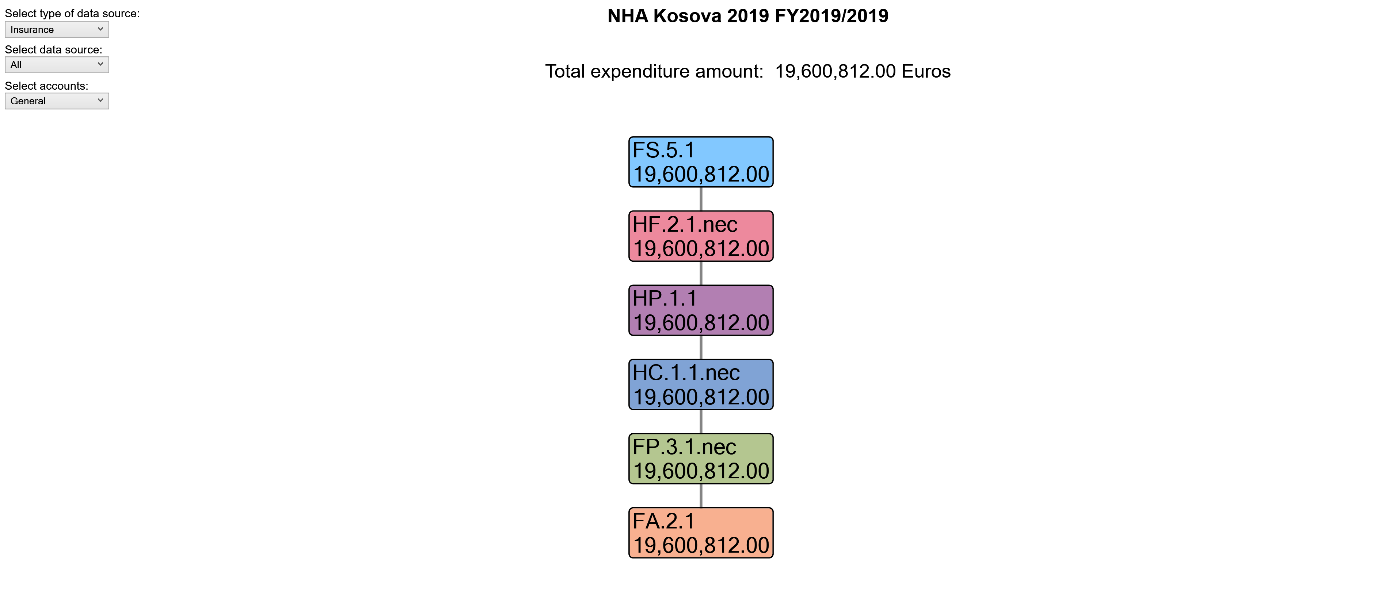 Select type of data source:
Insurance
Select data source:
All
Select accounts:
General
NHA Kosova 2019 FY2019/2019
Total expenditure amount: 19,600,812.00 Euros
FS.5.1
19,600,812.00
HF.2.1.nec
19,600,812.00
HP.1.1
19,600,812.00
HC.1.1.nec
19,600,812.00
FP.3.1.nec
19,600,812.00
FA.2.1
19,600,812.00